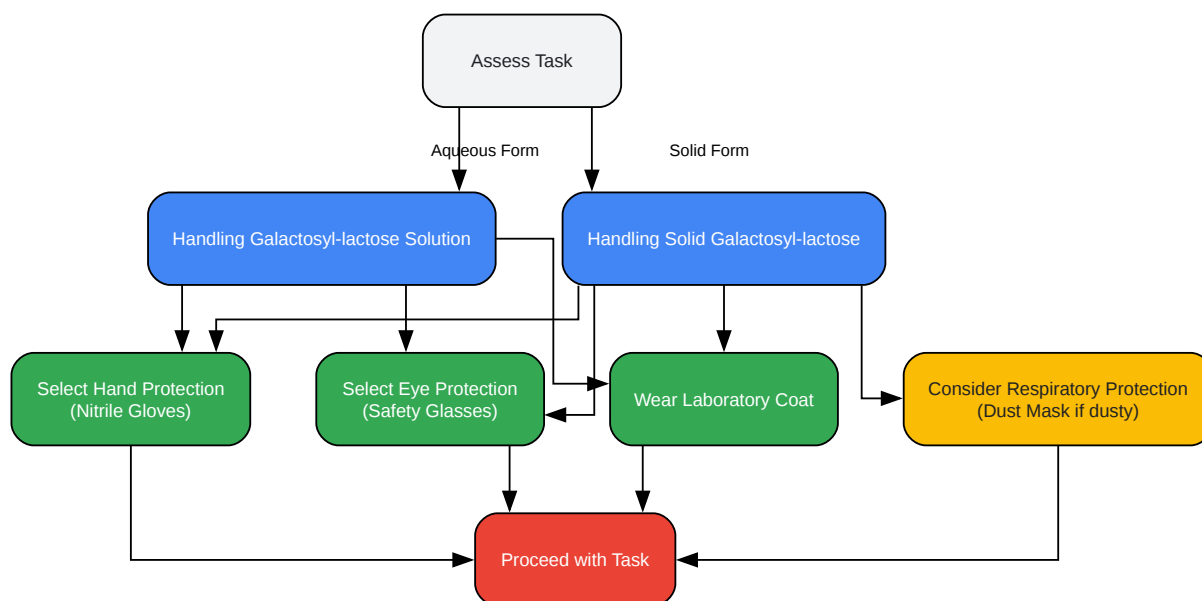 Assess Task
Aqueous Form
Solid Form
Handling Galactosyl-lactose Solution
Handling Solid Galactosyl-lactose
Select Hand Protection
(Nitrile Gloves)
Select Eye Protection
(Safety Glasses)
Wear Laboratory Coat
Consider Respiratory Protection
(Dust Mask if dusty)
Proceed with Task